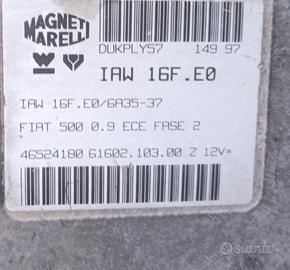 MAGNETI
MARELLI
DUKPLY57 149 97
IAW 16F.E0
IAW 16F.E0/6A35-37
FIAT 500 0.9 ECE FASE 2
46524180 61602.103.00 Z 12V=
subito